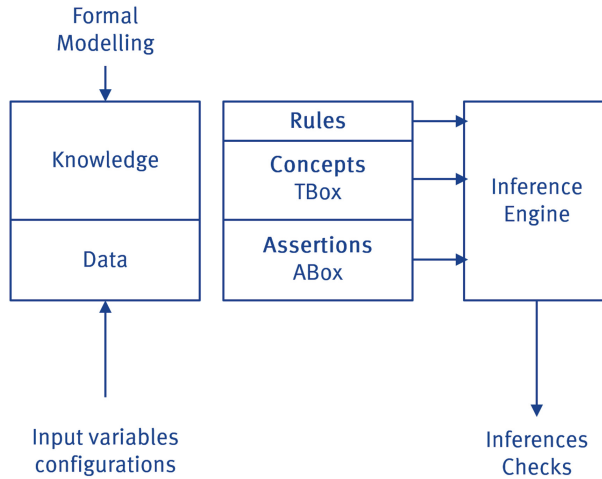 Formal
Modelling
Knowledge
Data
Input variables
configurations
Rules
Concepts
TBox
Assertions
ABox
Inference
Engine
Inferences
Checks